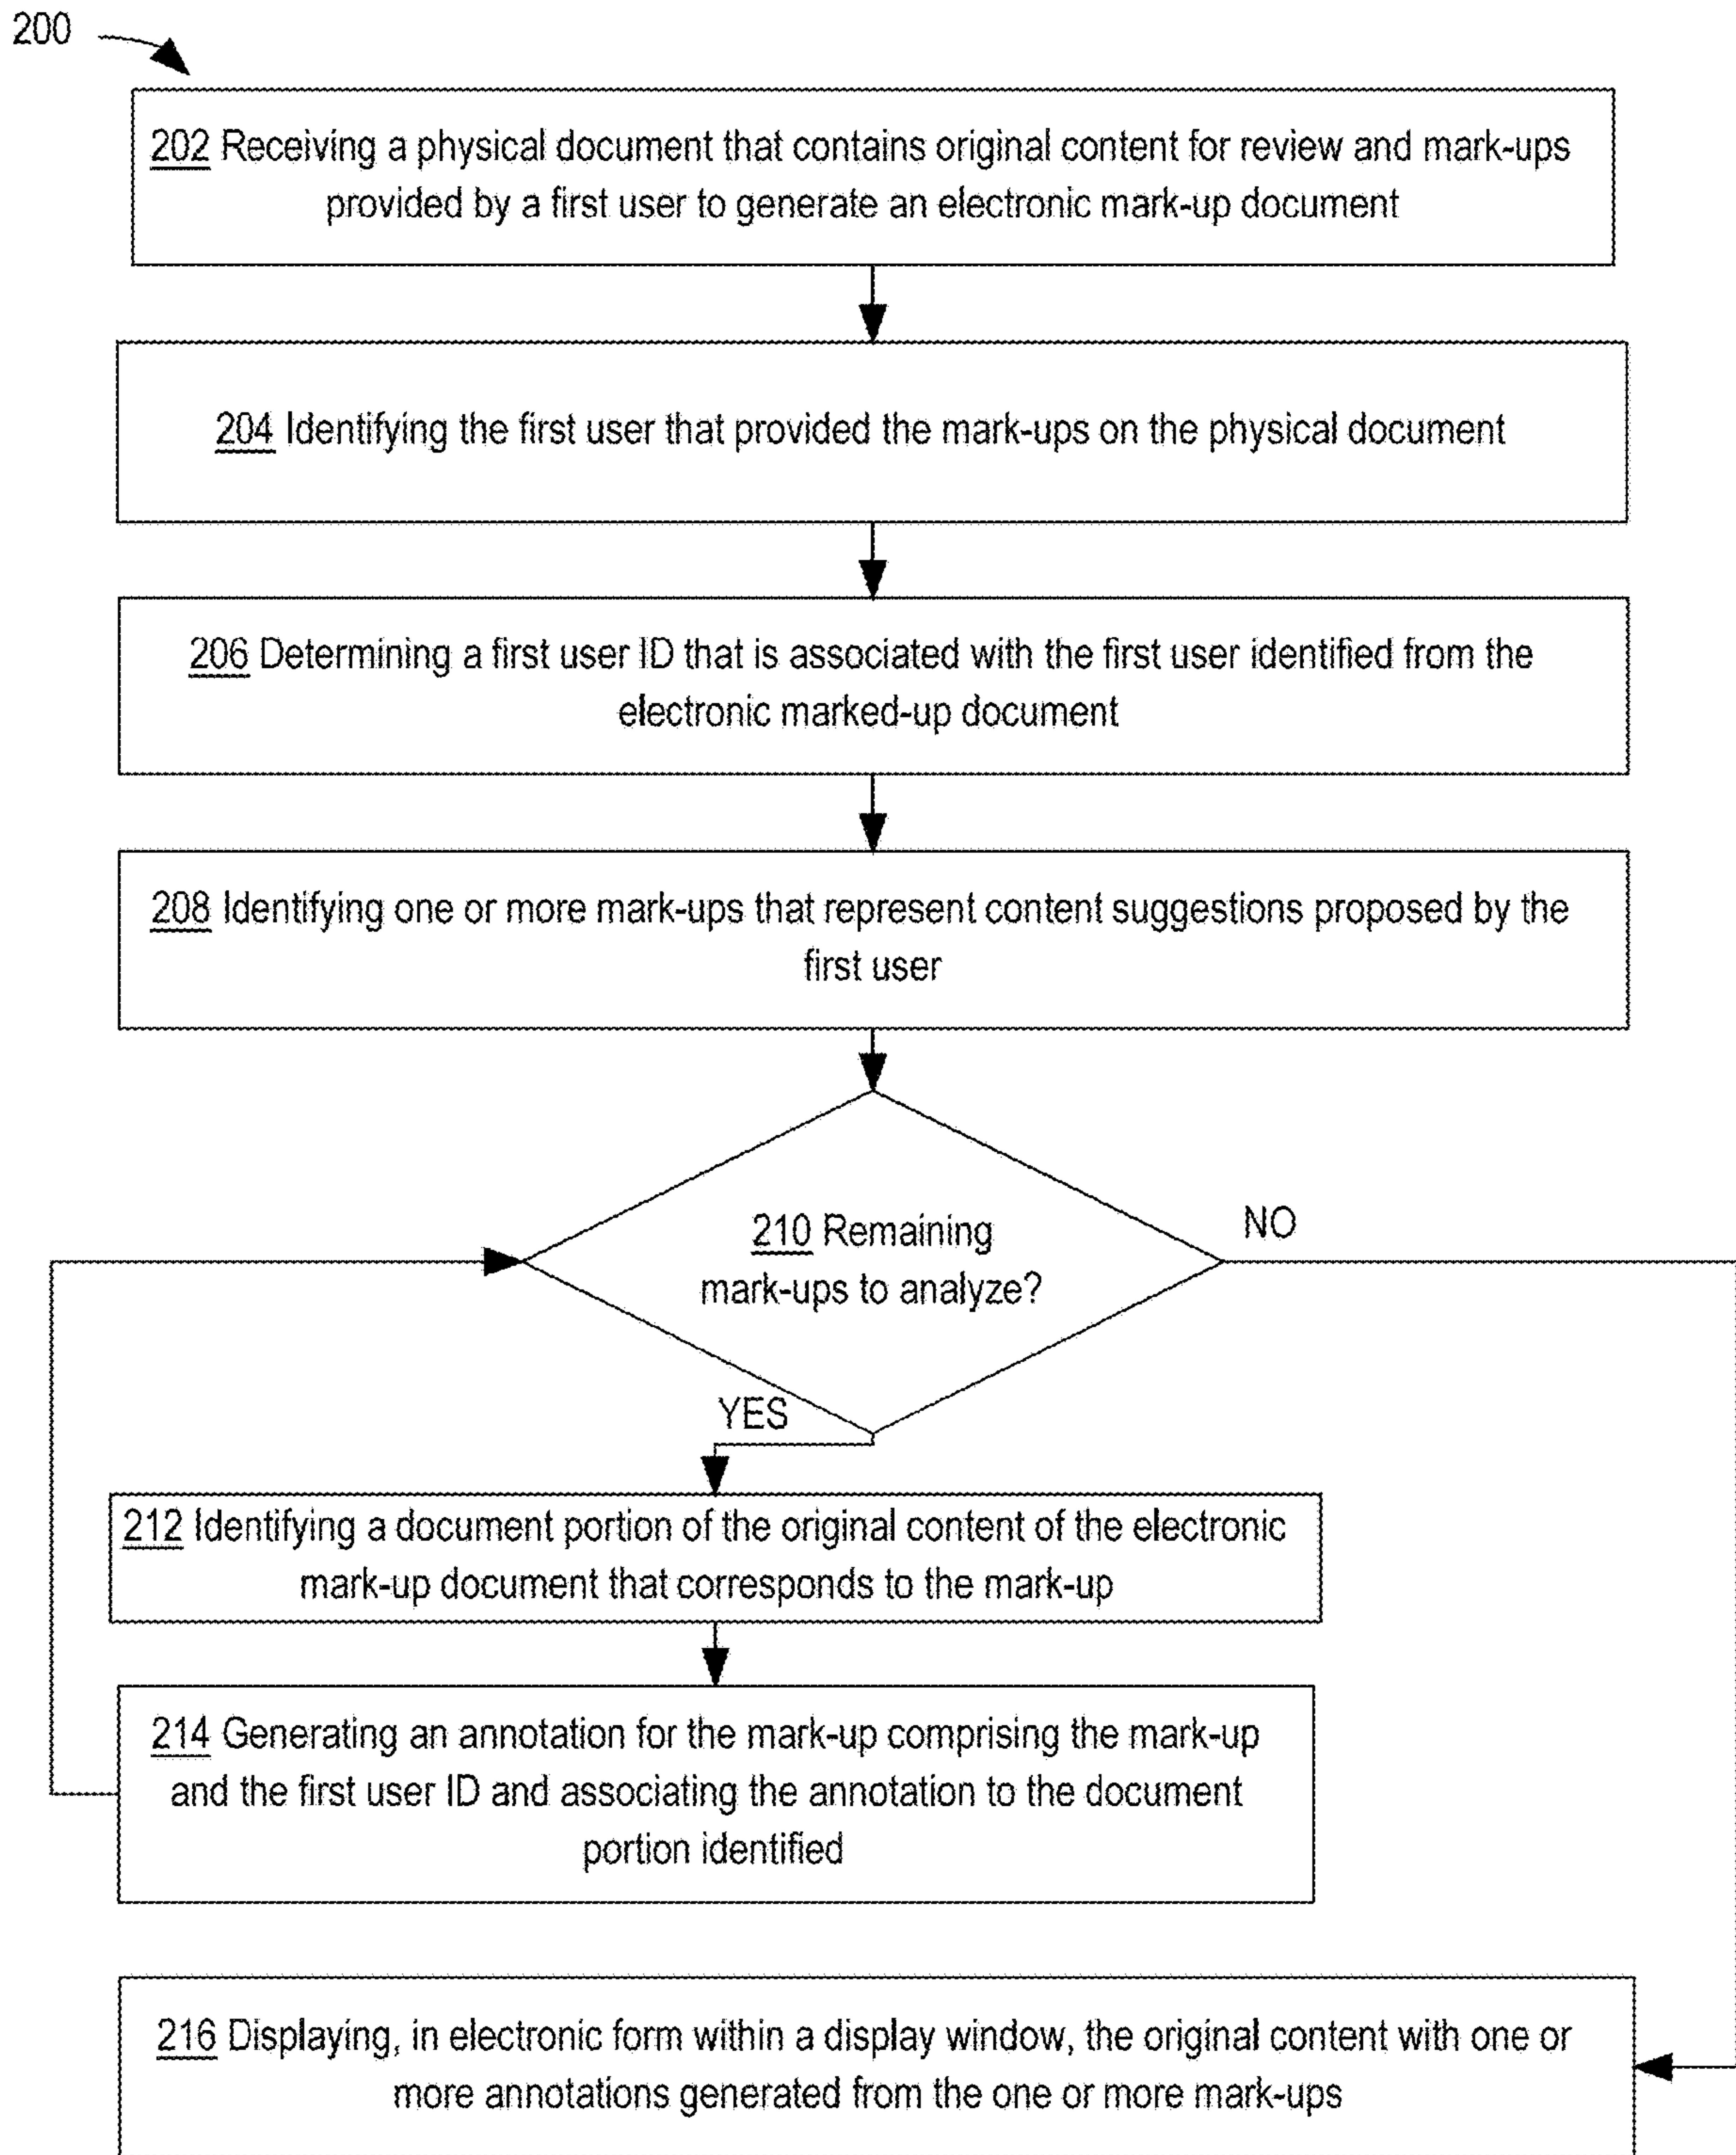 200
202 Receiving a physical document that contains original content for review and mark-ups
provided by a first user to generate an electronic mark-up document
204 Identifying the first user that provided the mark-ups on the physical document
206 Determining a first user ID that is associated with the first user identified from the
electronic marked-up document
208 Identifying one or more mark-ups that represent content suggestions proposed by the
first user
210 Remaining
mark-ups to analyze?
NO
YES
212 Identifying a document portion of the original content of the electronic
mark-up document that corresponds to the mark-up
214 Generating an annotation for the mark-up comprising the mark-up
and the first user ID and associating the annotation to the document
portion identified
216 Displaying, in electronic form within a display window, the original content with one or
more annotations generated from the one or more mark-ups